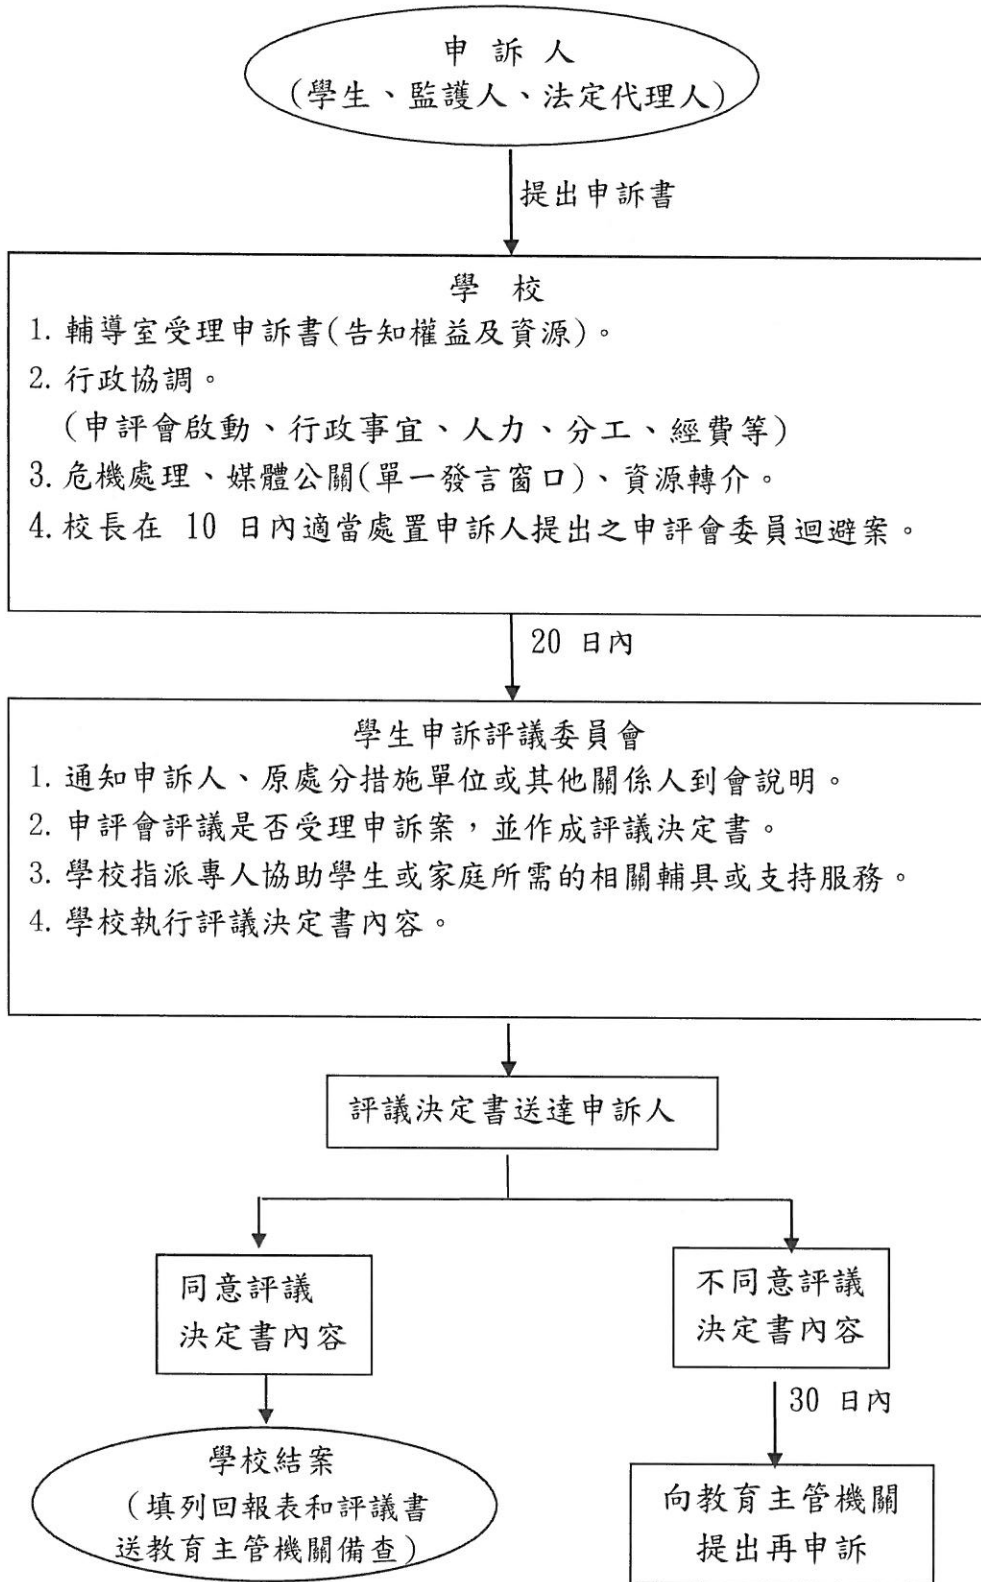 申 訴 人
(學生、監護人、法定代理人)
提出申訴書
學 校
1. 輔導室受理申訴書(告知權益及資源)。
2. 行政協調。
(申評會啟動、行政事宜、人力、分工、經費等)
3. 危機處理、媒體公關(單一發言窗口)、資源轉介。
4. 校長在 10 日內適當處置申訴人提出之申評會委員迴避案。
20 日內
學生申訴評議委員會
1. 通知申訴人、原處分措施單位或其他關係人到會說明。
2. 申評會評議是否受理申訴案，並作成評議決定書。
3. 學校指派專人協助學生或家庭所需的相關輔具或支持服務。
4. 學校執行評議決定書內容。
評議決定書送達申訴人
同意評議
決定書內容
不同意評議
決定書內容
30 日內
學校結案
(填列回報表和評議書
送教育主管機關備查)
向教育主管機關
提出再申訴